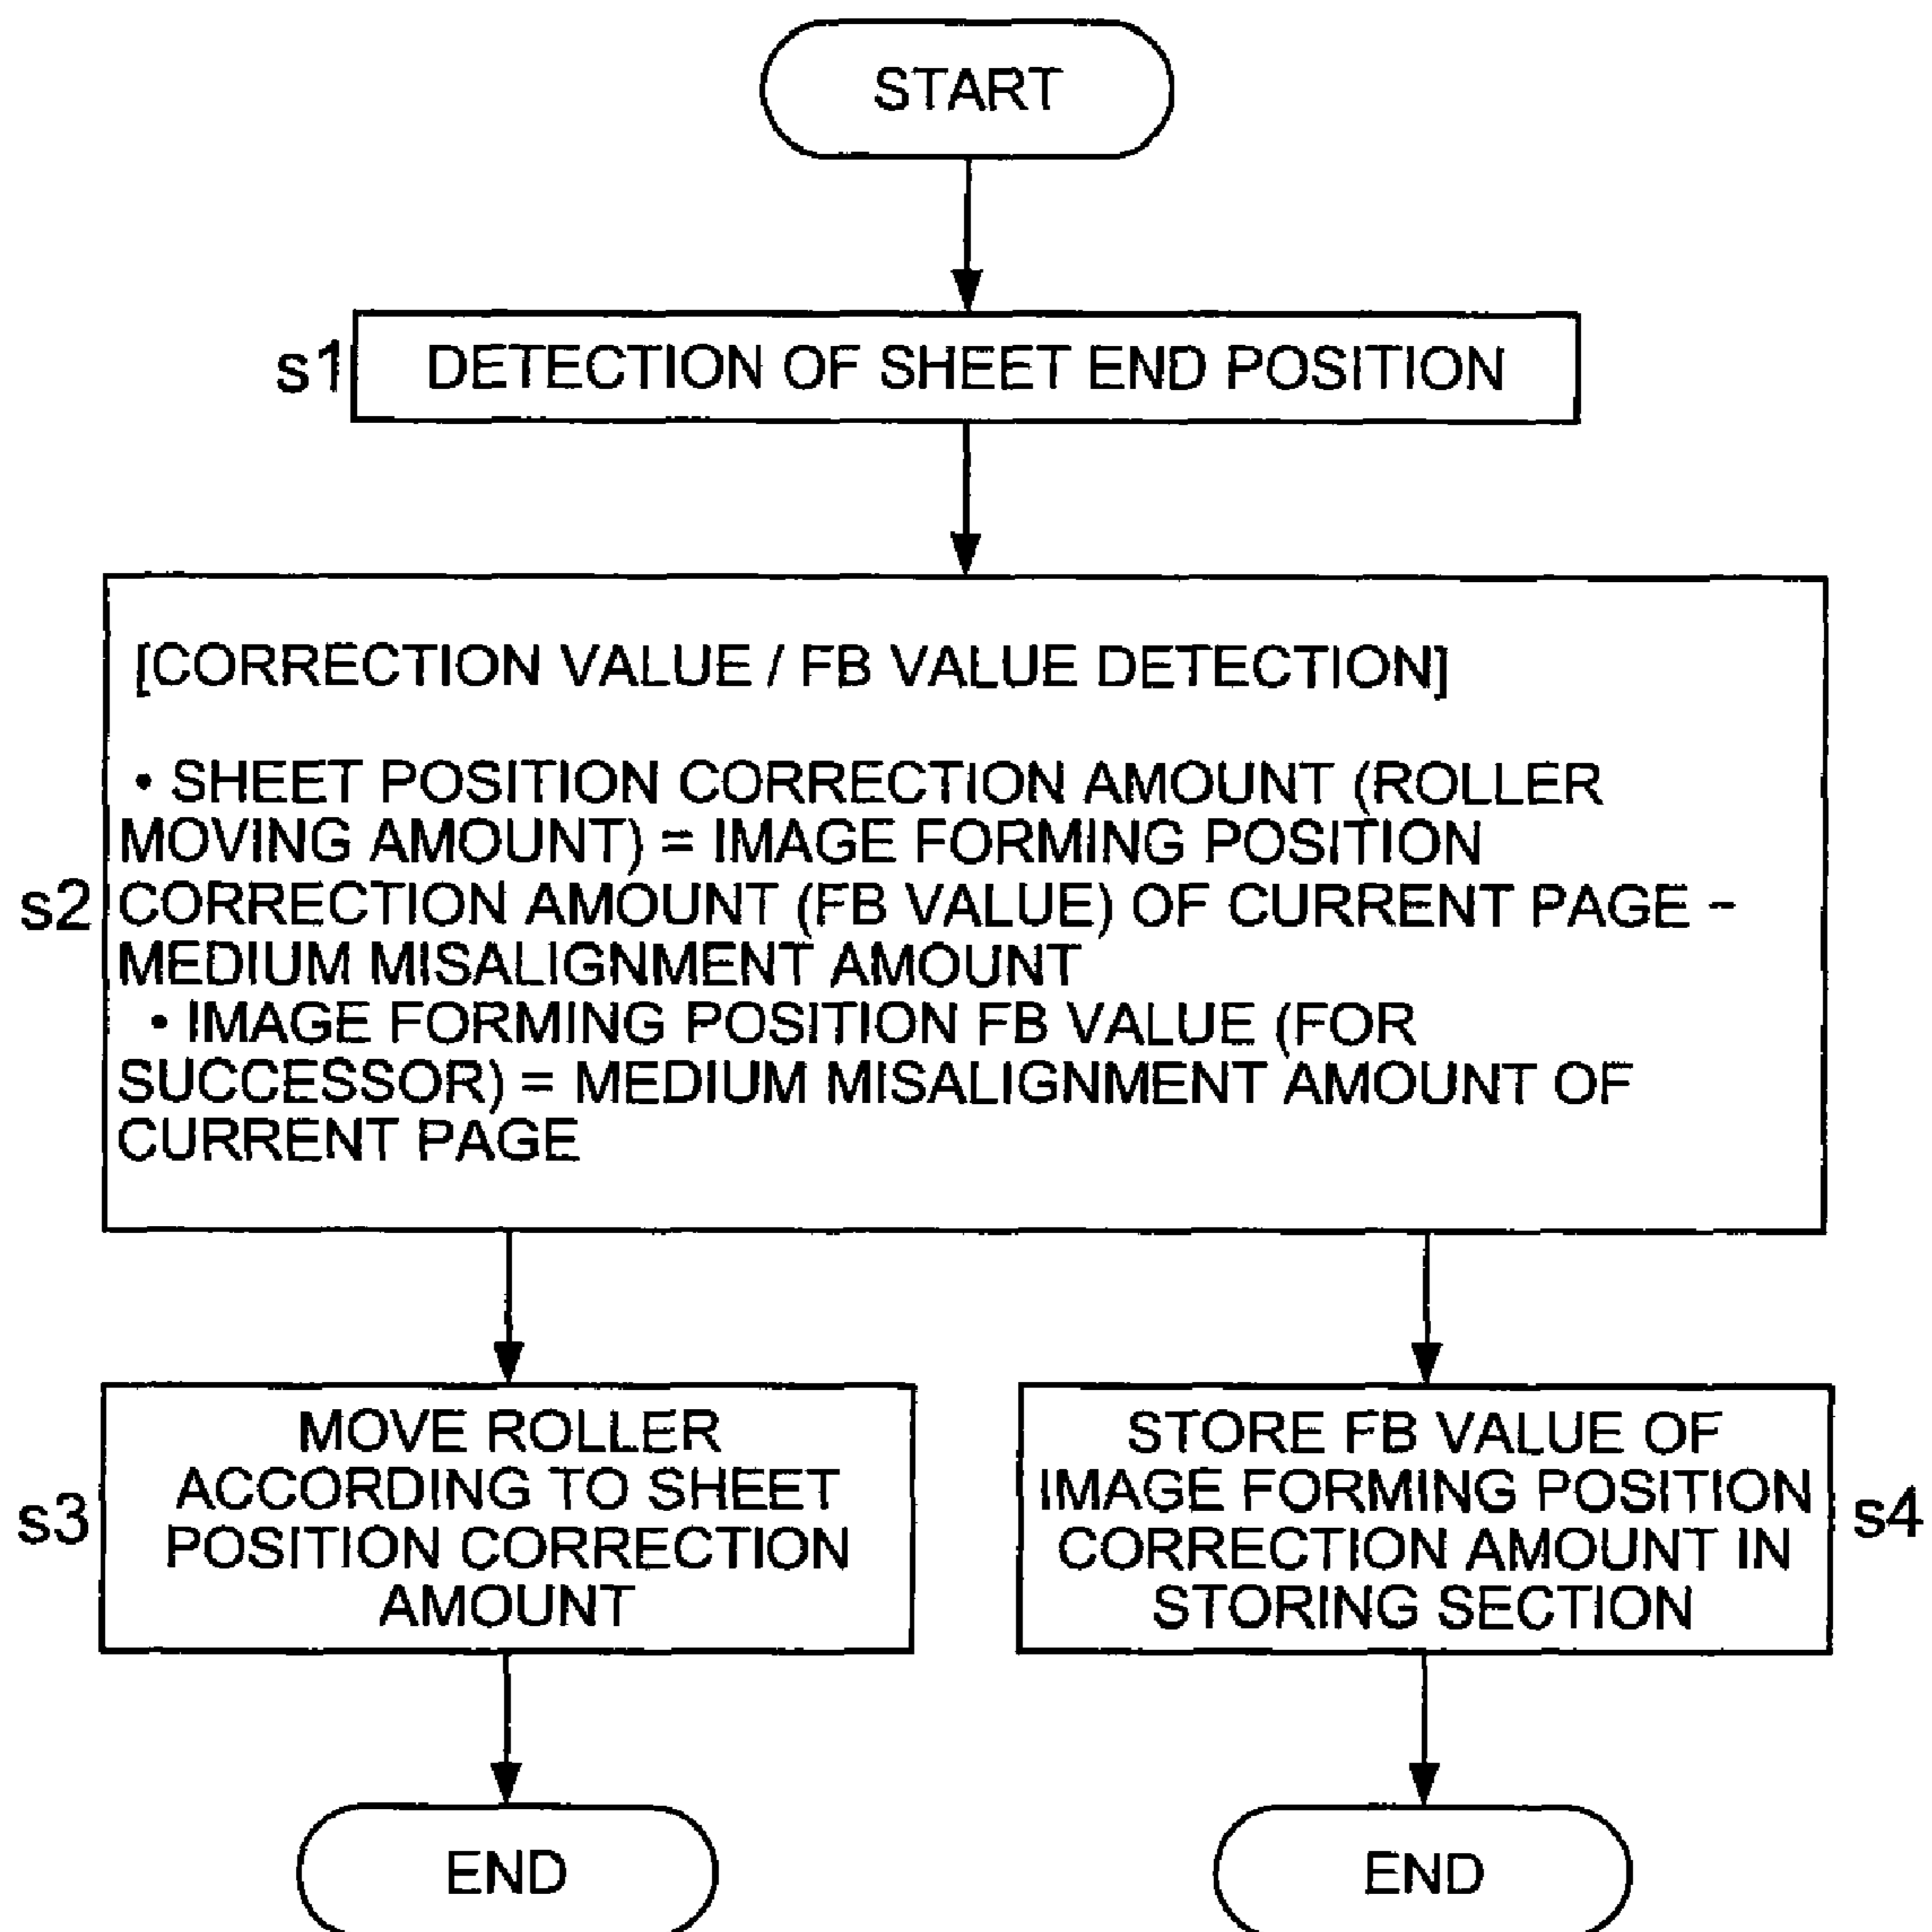 START
s1
DETECTION OF SHEET END POSITION
s2
[CORRECTION VALUE / FB VALUE DETECTION]
• SHEET POSITION CORRECTION AMOUNT (ROLLER
MOVING AMOUNT) = IMAGE FORMING POSITION
CORRECTION AMOUNT (FB VALUE) OF CURRENT PAGE -
MEDIUM MISALIGNMENT AMOUNT
• IMAGE FORMING POSITION FB VALUE (FOR
SUCCESSOR) = MEDIUM MISALIGNMENT AMOUNT OF
CURRENT PAGE
s3
MOVE ROLLER
ACCORDING TO SHEET
POSITION CORRECTION
AMOUNT
STORE FB VALUE OF
IMAGE FORMING POSITION
CORRECTION AMOUNT IN
STORING SECTION
s4
END
END